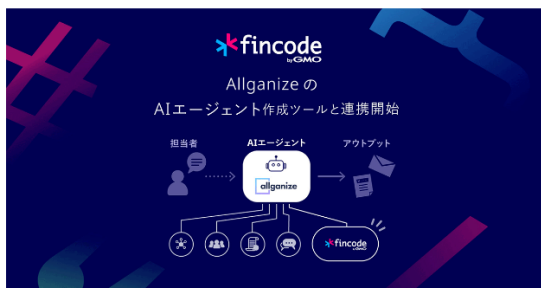 fincode
by GMO
Allganize の
AIエージェント作成ツールと連携開始
担当者
AIエージェント
アウトプット
allganize
fincode
by GMO